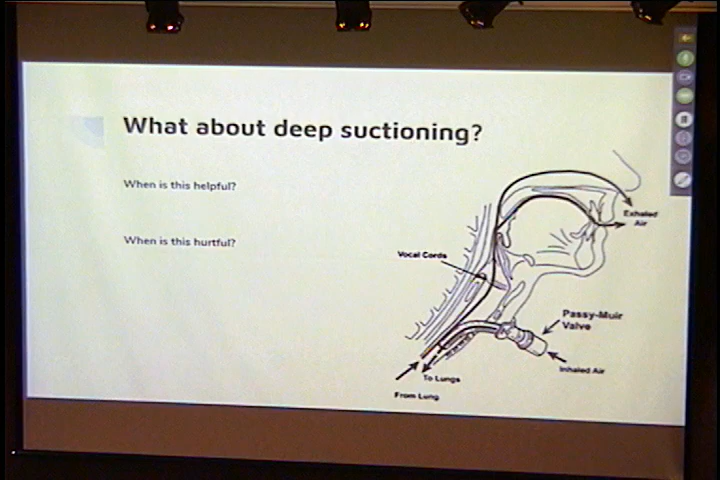 What about deep suctioning?
When is this helpful?
When is this hurtful?
Exhaled
Air
Vocal Cords
Passy-Muir
Valve
Inhaled Air
To Lungs
From Lung